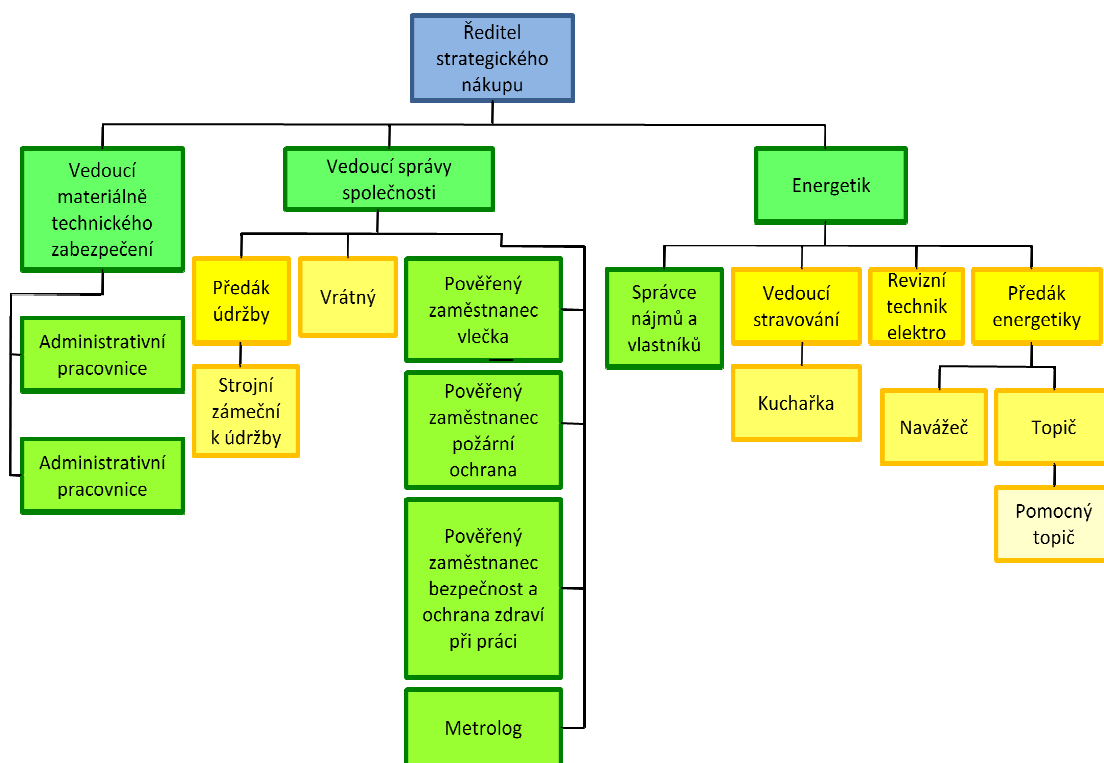 Ředitel
strategického
nákupu
Vedoucí
materiálně
technického
zabezpečení
Vedoucí správy
společnosti
Energetik
Administrativní
pracovnice
Administrativní
pracovnice
Předák
údržby
Strojní
zámeční
k údržby
Vrátný
Pověřený
zaměstnanec
vlečka
Pověřený
zaměstnanec
požární
ochrana
Pověřený
zaměstnanec
bezpečnost a
ochrana zdraví
při práci
Metrolog
Správce
nájmů a
vlastníků
Vedoucí
stravování
Kuchařka
Revizní
technik
elektro
Předák
energetiky
Navážeč
Topič
Pomocný
topič